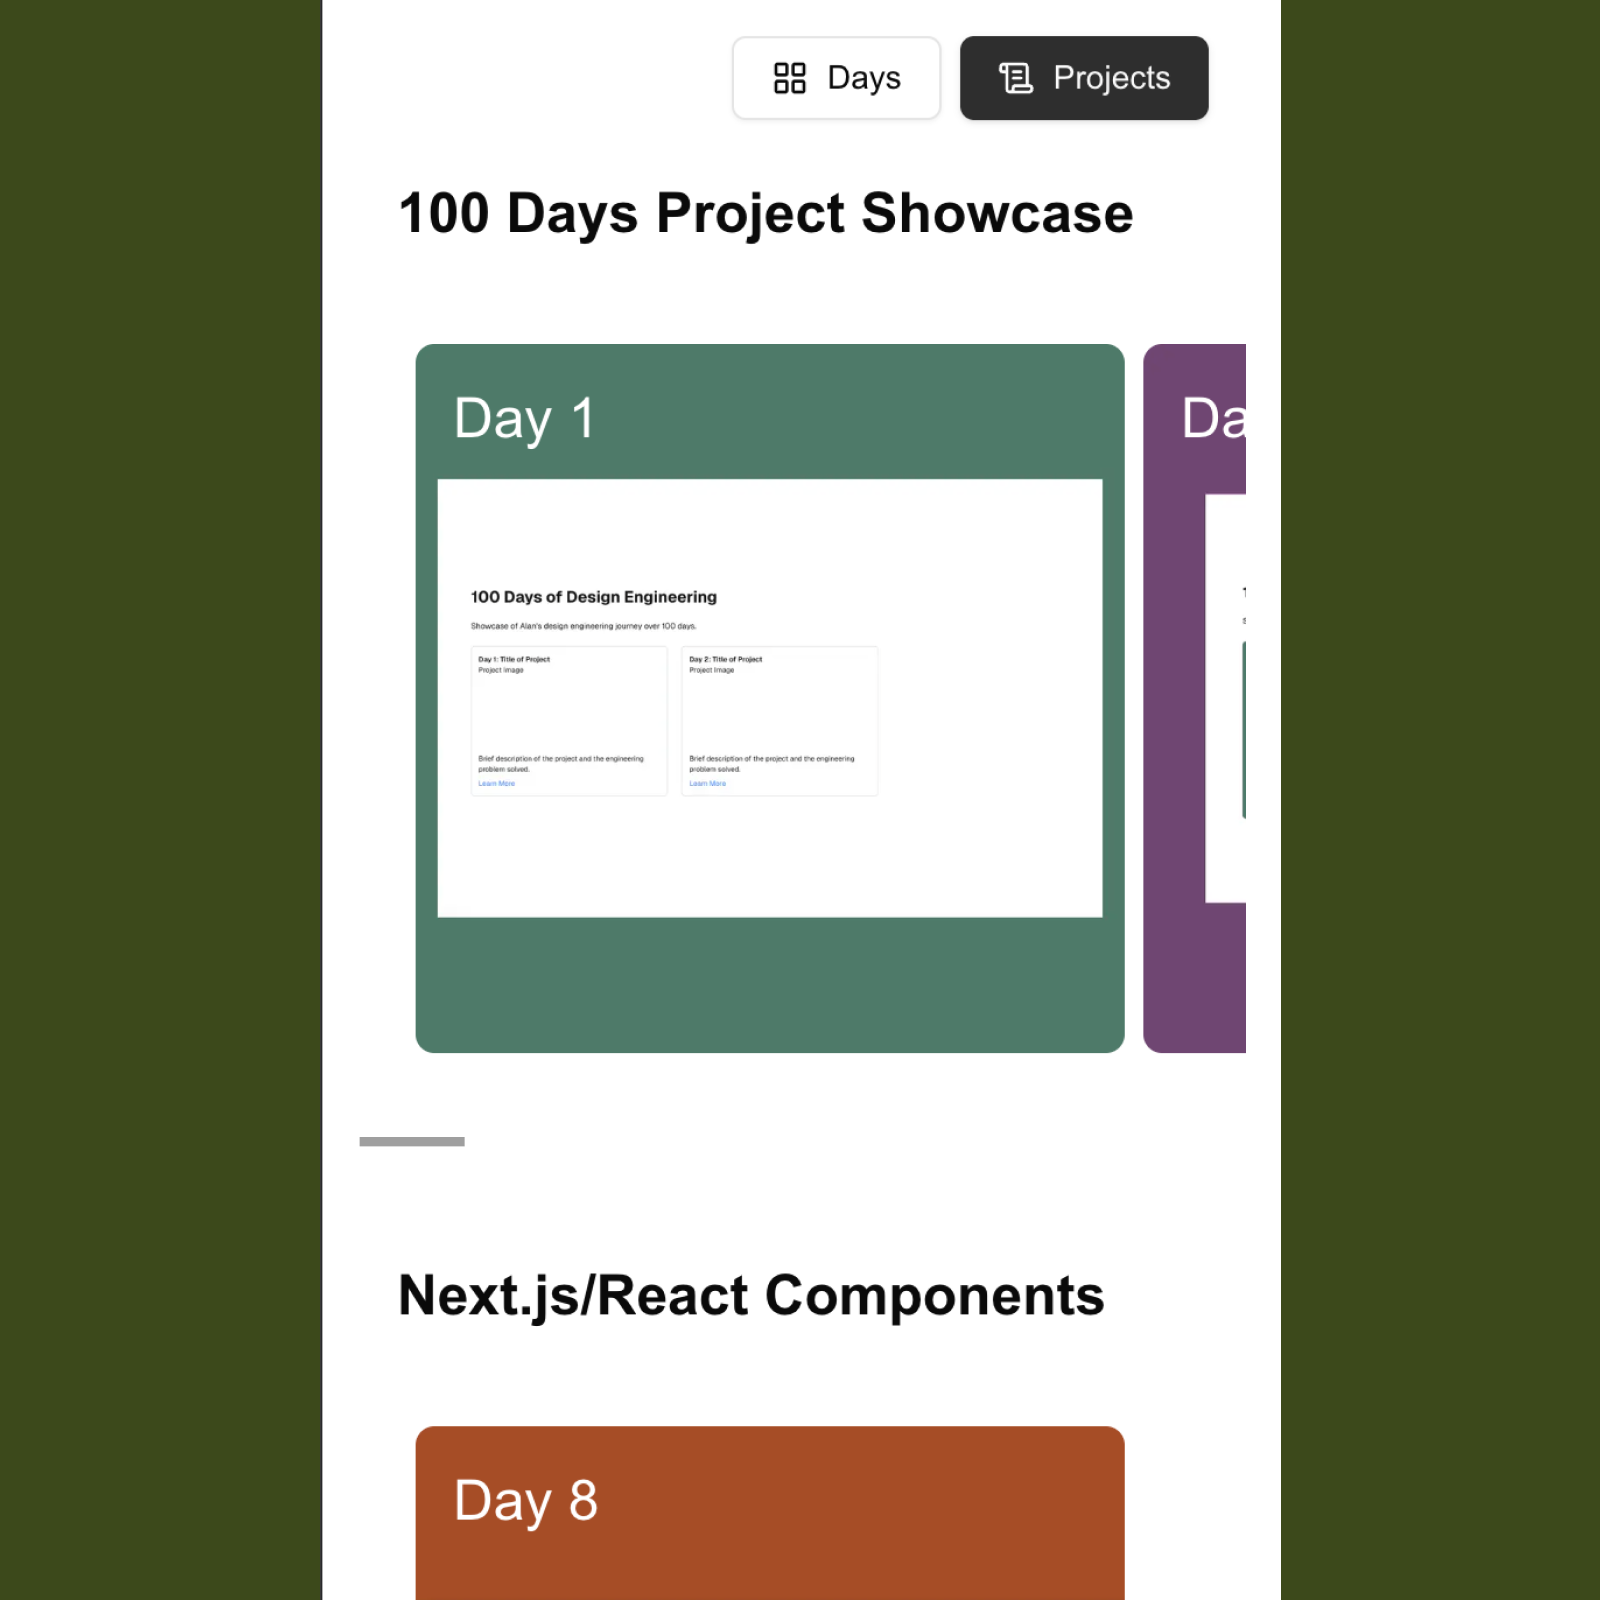 Days
Projects
100 Days Project Showcase
Day 1
Da
100 Days of Design Engineering
Showcase of Alan's design engineering journey over 100 days.
Day 1: Title of Project
Project Image
Brief description of the project and the engineering
problem solved.
Learn More
Day 2: Title of Project
Project Image
Brief description of the project and the engineering
problem solved.
Learn More
Next.js/React Components
Day 8